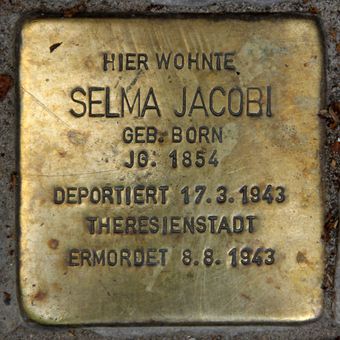 HIER WOHNTE
SELMA JACOBI
GEB. BORN
JG. 1854
DEPORTIERT 17.3.1943
THERESIENSTADT
ERMORDET 8.8.1943